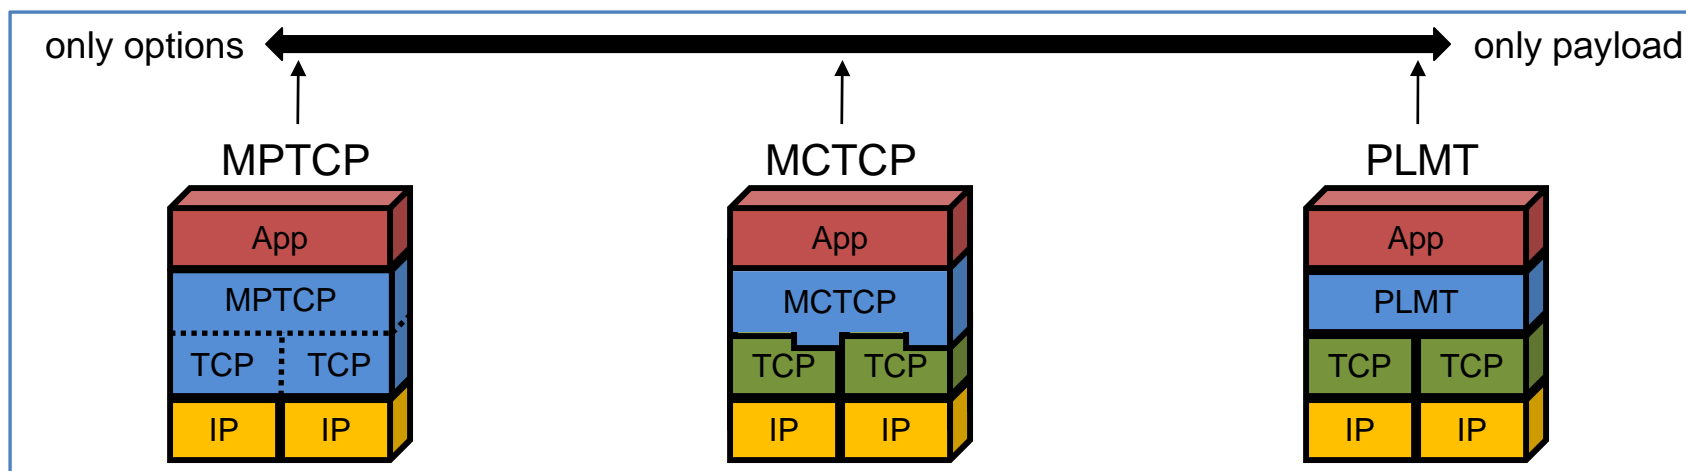 only options only payload
MPTCP MCTCP PLMT
App App App
MPTCP MCTCP PLMT
TCP TCP TCP TCP TCP TCP
IP IP IP IP IP IP